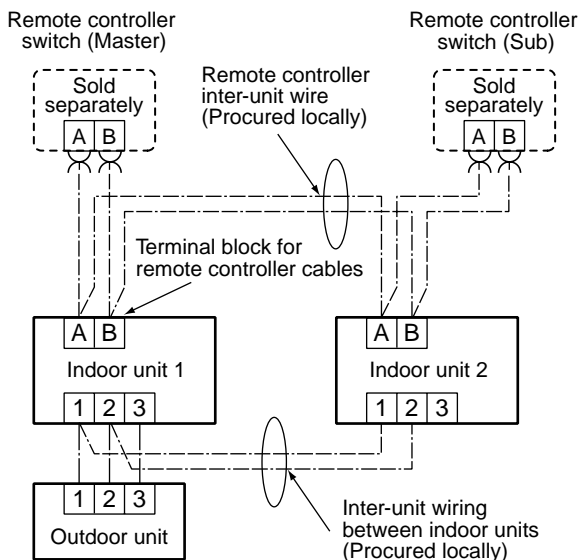 Remote controller
switch (Master)
Remote controller
switch (Sub)
Sold
separately
A B
Remote controller
inter-unit wire
(Procured locally)
Sold
separately
A B
Terminal block for
remote controller cables
A B
Indoor unit 1
1 2 3
A B
Indoor unit 2
1 2 3
1 2 3
Outdoor unit
Inter-unit wiring
between indoor units
(Procured locally)